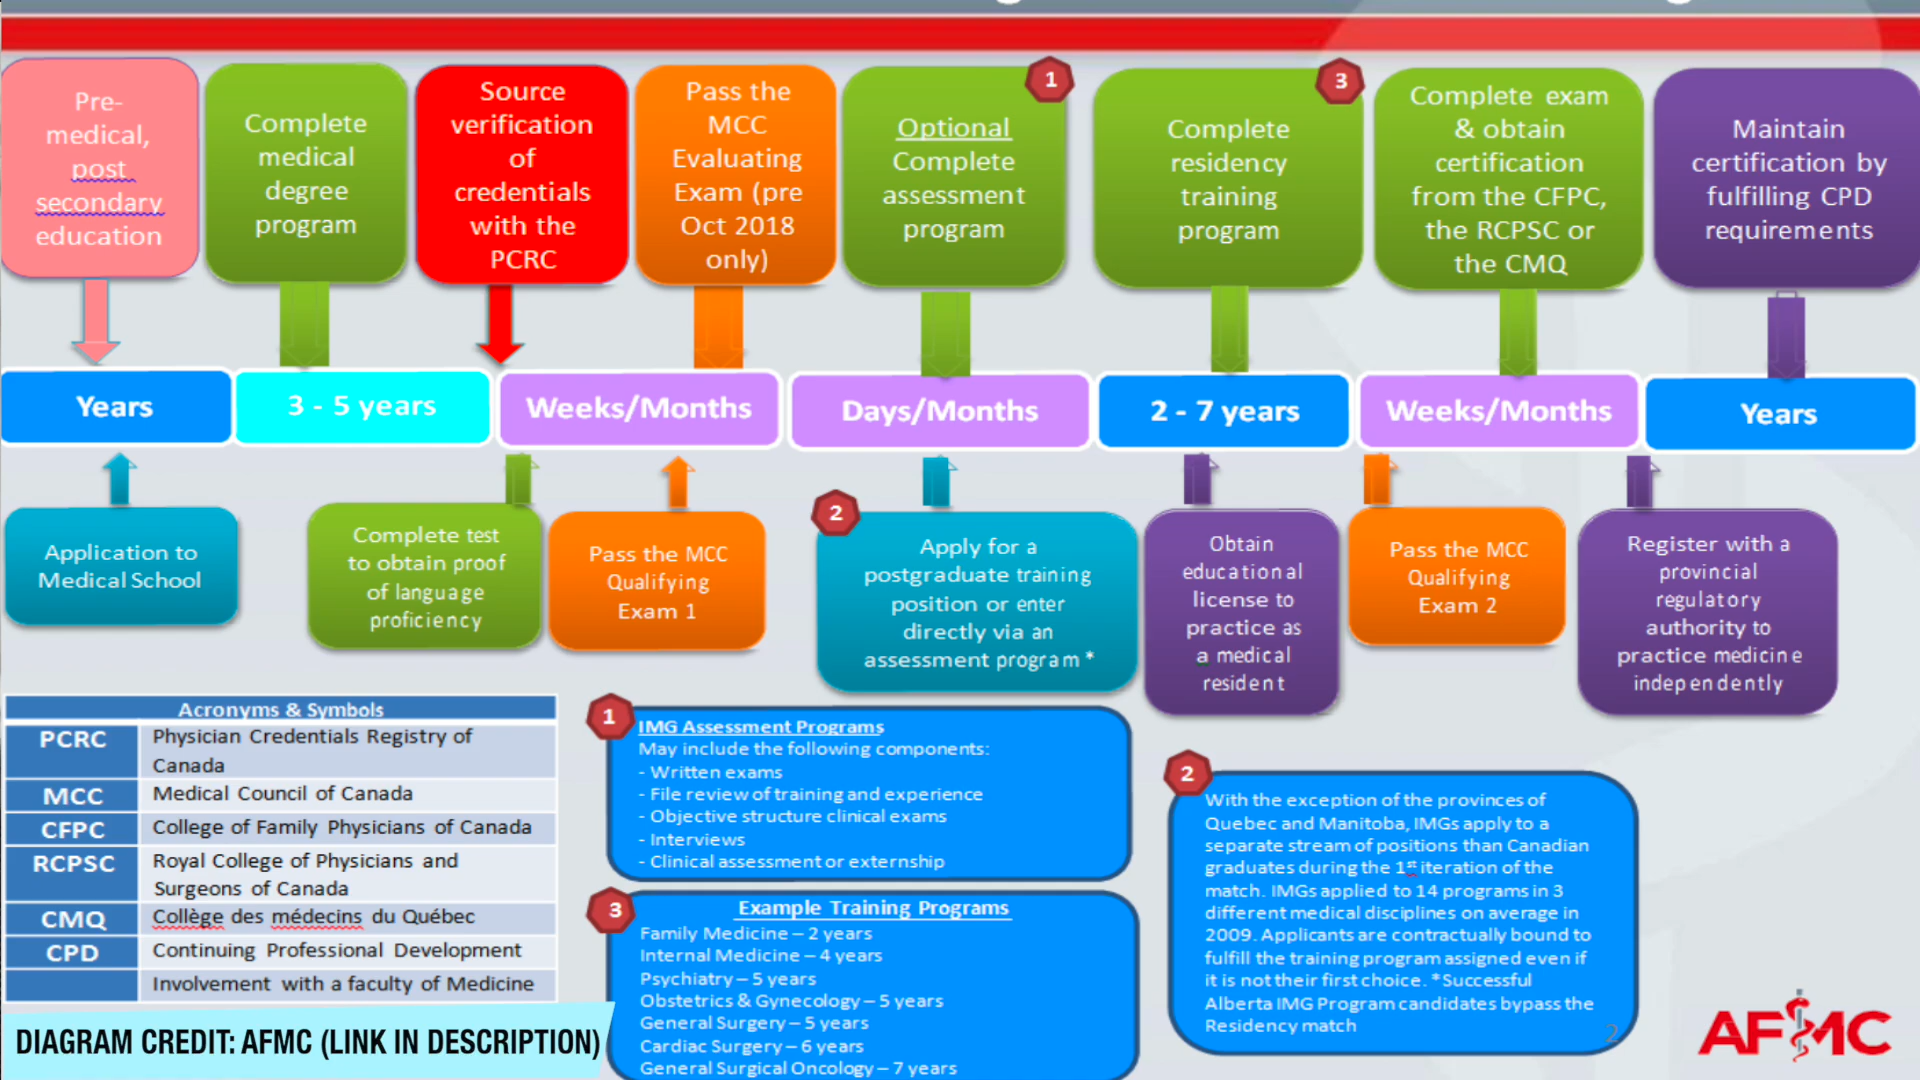 Pre-
medical,
post
secondary
education
Complete
medical
degree
program
Source
verification
of
credentials
with the
PCRC
Pass the
MCC
Evaluating
Exam (pre
Oct 2018
only)
1
Optional
Complete
assessment
program
3
Complete
residency
training
program
Complete exam
& obtain
certification
from the CFPC,
the RCPSC or
the CMQ
Maintain
certification by
fulfilling CPD
requirements
Years
3 - 5 years
Weeks/Months
Days/Months
2 - 7 years
Weeks/Months
Years
Application to
Medical School
Complete test
to obtain proof
of language
proficiency
Pass the MCC
Qualifying
Exam 1
2
Apply for a
postgraduate training
position or enter
directly via an
assessment program *
Obtain
educational
license to
practice as
a medical
resident
Pass the MCC
Qualifying
Exam 2
Register with a
provincial
regulatory
authority to
practice medicine
independently
Acronyms & Symbols
PCRC Physician Credentials Registry of
Canada
MCC Medical Council of Canada
CFPC College of Family Physicians of Canada
RCPSC Royal College of Physicians and
Surgeons of Canada
CMQ Collège des médecins du Québec
CPD Continuing Professional Development
Involvement with a faculty of Medicine
DIAGRAM CREDIT: AFMC (LINK IN DESCRIPTION)
1
IMG Assessment Programs
May include the following components:
- Written exams
- File review of training and experience
- Objective structure clinical exams
- Interviews
- Clinical assessment or externship
3
Example Training Programs
Family Medicine – 2 years
Internal Medicine – 4 years
Psychiatry – 5 years
Obstetrics & Gynecology – 5 years
General Surgery – 5 years
Cardiac Surgery – 6 years
General Surgical Oncology – 7 years
2
With the exception of the provinces of
Quebec and Manitoba, IMGs apply to a
separate stream of positions than Canadian
graduates during the 1st iteration of the
match. IMGs applied to 14 programs in 3
different medical disciplines on average in
2009. Applicants are contractually bound to
fulfill the training program assigned even if
it is not their first choice. *Successful
Alberta IMG Program candidates bypass the
Residency match
2
AFMC